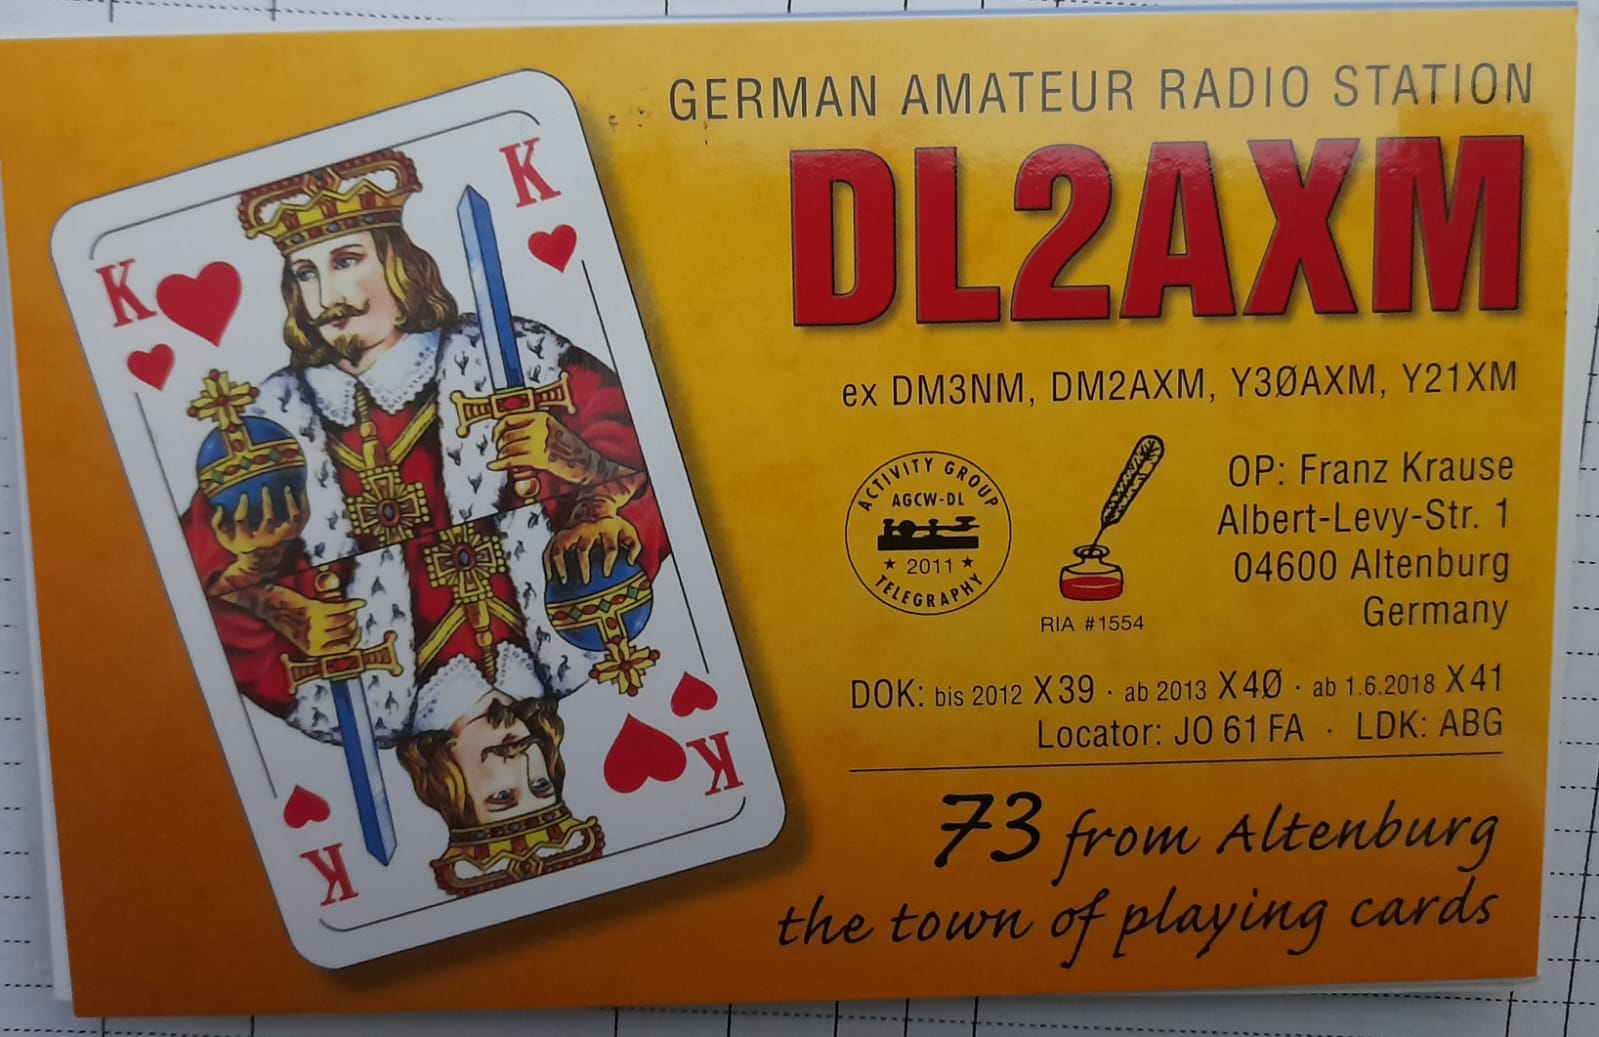 GERMAN AMATEUR RADIO STATION
DL2AXM
ex DM3NM, DM2AXM, Y3ØAXM, Y21XM
K
K
ACTIVITY GROUP
AGCW-DL
★ 2011 ★
TELEGRAPHY
RIA #1554
OP: Franz Krause
Albert-Levy-Str. 1
04600 Altenburg
Germany
DOK: bis 2012 X39 · ab 2013 X4Ø · ab 1.6.2018 X41
Locator: JO 61 FA · LDK: ABG
K
K
73 from Altenburg
the town of playing cards